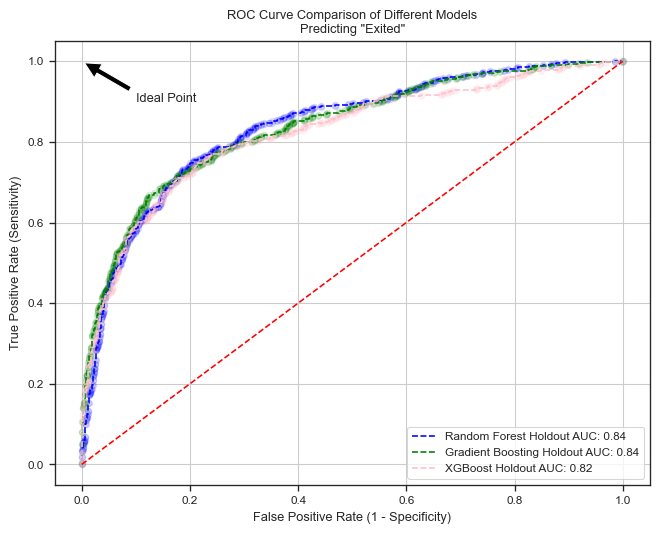 ROC Curve Comparison of Different Models
Predicting "Exited"
1.0
0.8
0.6
0.4
0.2
0.0
True Positive Rate (Sensitivity)
Ideal Point
Random Forest Holdout AUC: 0.84
Gradient Boosting Holdout AUC: 0.84
XGBoost Holdout AUC: 0.82
0.0 0.2 0.4 0.6 0.8 1.0
False Positive Rate (1 - Specificity)